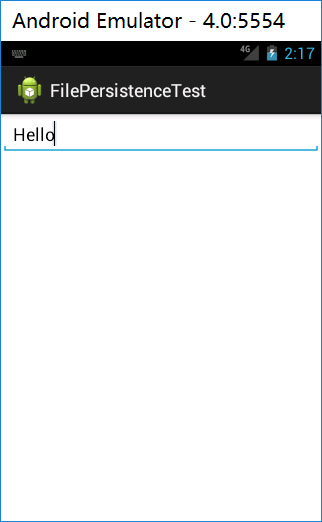 Android Emulator - 4.0:5554
4G 2:17
FilePersistenceTest
Hello